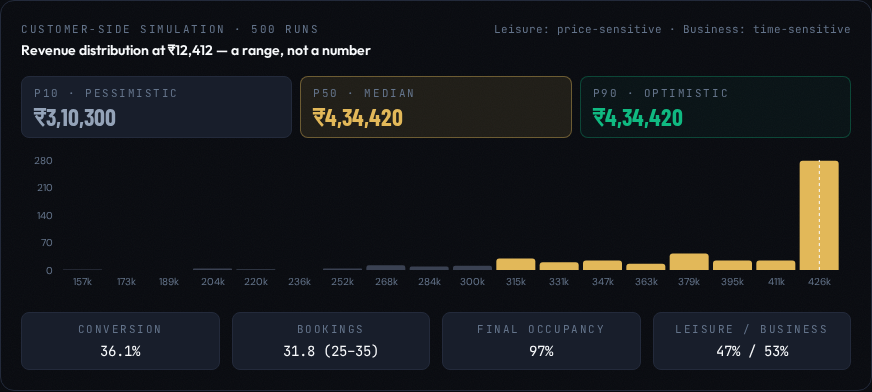 CUSTOMER-SIDE SIMULATION · 500 RUNS
Leisure: price-sensitive · Business: time-sensitive
Revenue distribution at ₹12,412 — a range, not a number
P10 · PESSIMISTIC
P50 · MEDIAN
P90 · OPTIMISTIC
₹3,10,300
₹4,34,420
₹4,34,420
280
210
140
70
0
157k 173k 189k 204k 220k 236k 252k 268k 284k 300k 315k 331k 347k 363k 379k 395k 411k 426k
CONVERSION
BOOKINGS
FINAL OCCUPANCY
LEISURE / BUSINESS
36.1%
31.8 (25–35)
97%
47% / 53%